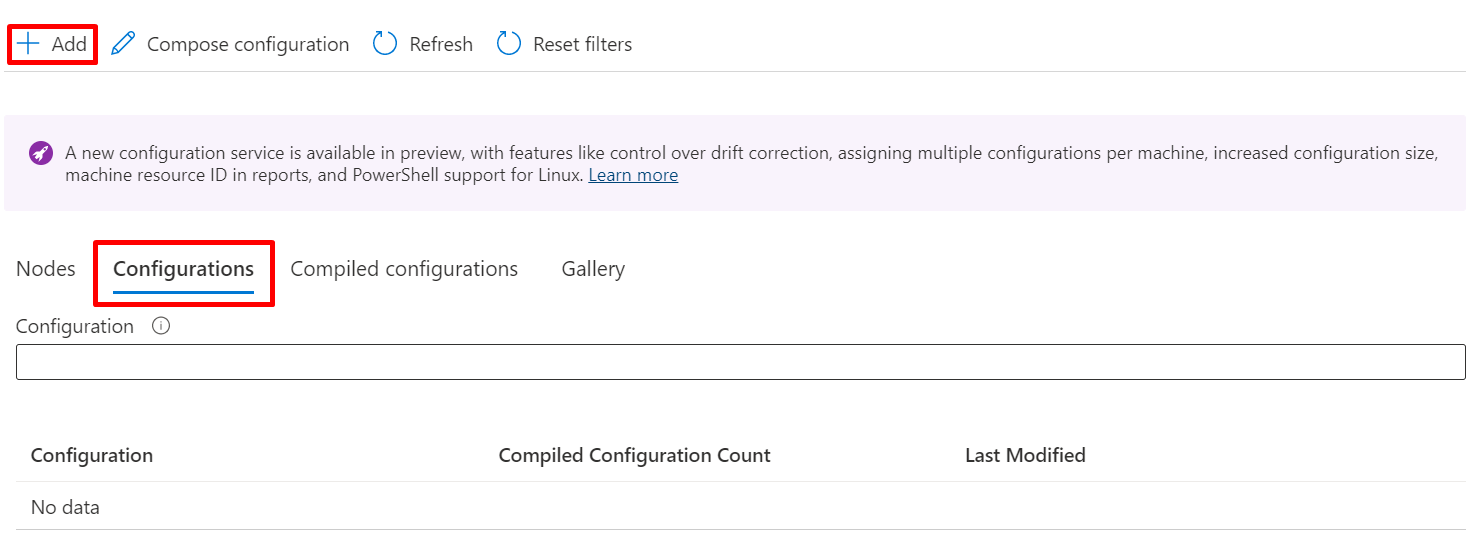 Add Compose configuration Refresh Reset filters
A new configuration service is available in preview, with features like control over drift correction, assigning multiple configurations per machine, increased configuration size,
machine resource ID in reports, and PowerShell support for Linux. Learn more
Nodes Configurations Compiled configurations Gallery
Configuration
Configuration Compiled Configuration Count Last Modified
No data